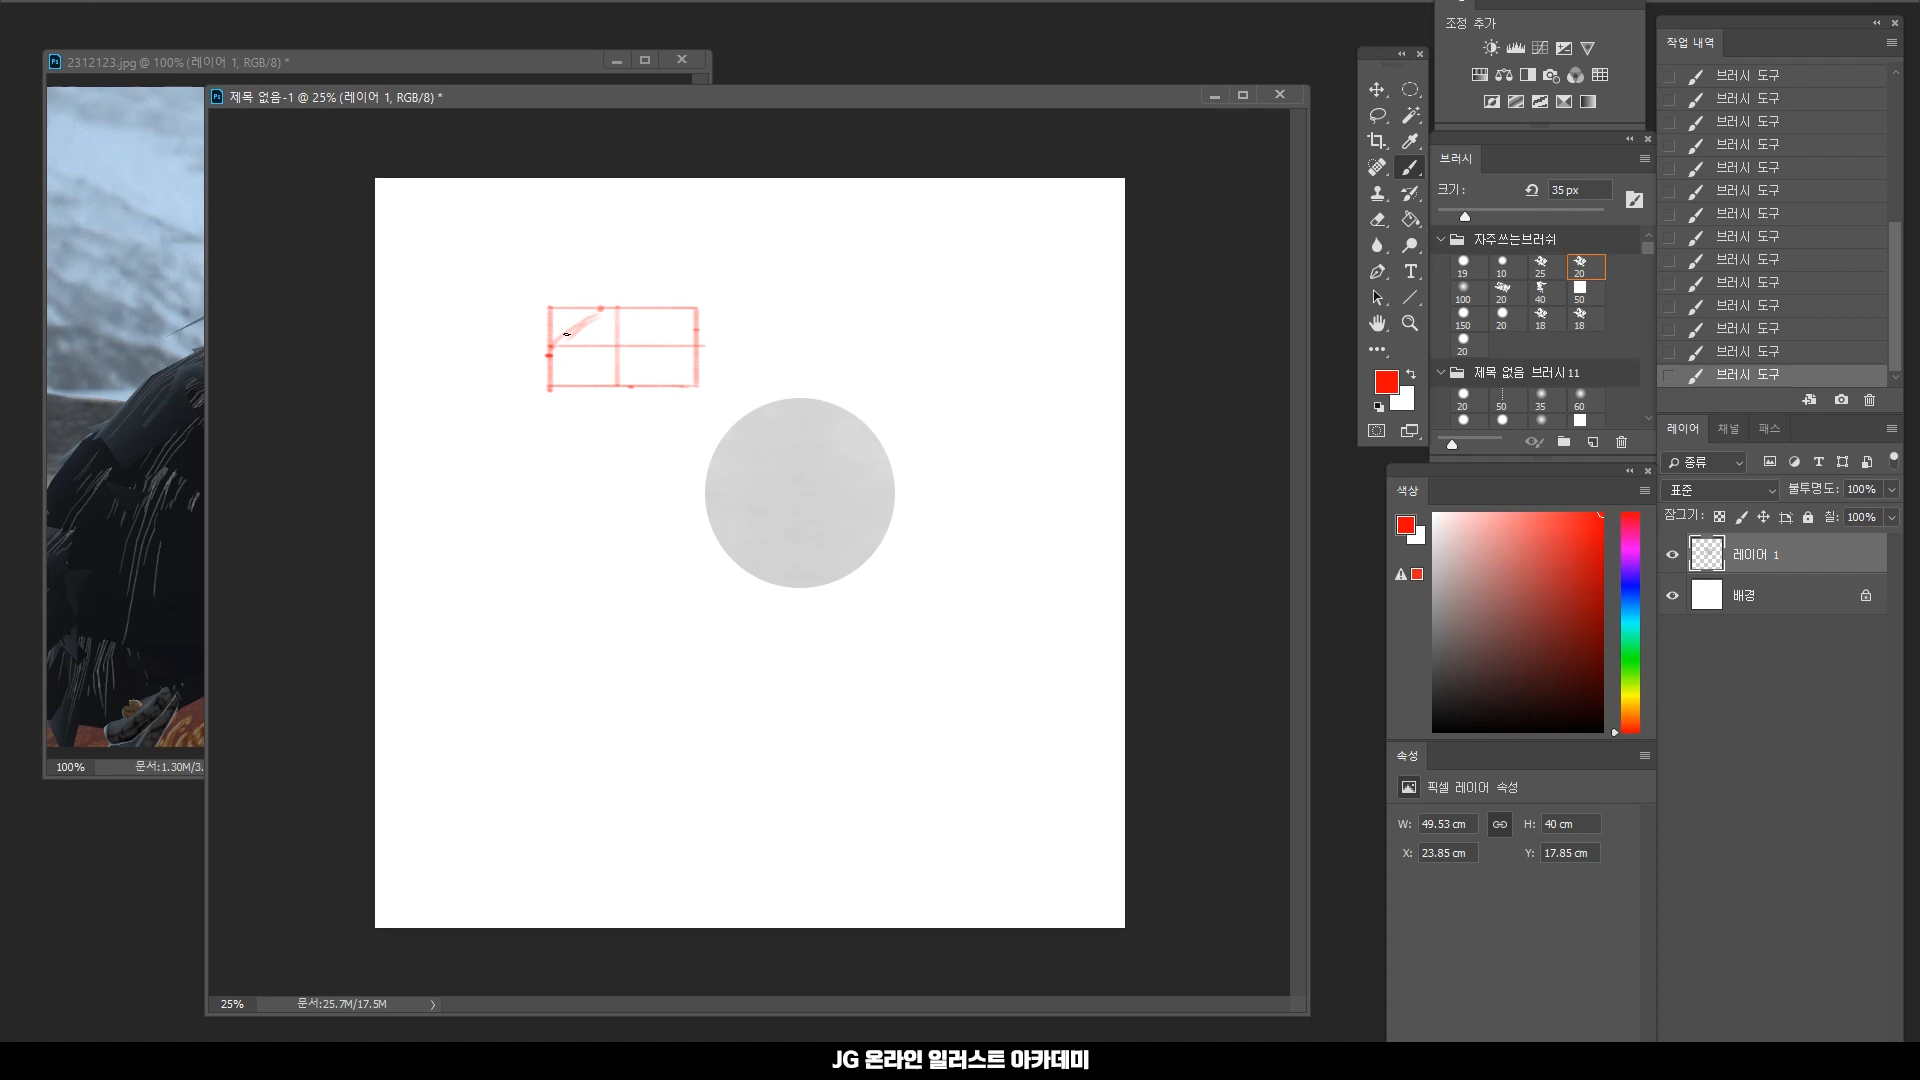 조정 추가
2312123.jpg @ 100% (레이어 1, RGB/8) *
제목 없음-1 @ 25% (레이어 1, RGB/8) *
100%
문서:1.30M/3.
25%
문서:25.7M/17.5M
브러시
크기:
35 px
자주쓰는브러쉬
19 10 25 20
100 20 40 50
150 20 18 18
20
제목 없음 브러시 11
20 50 35 60
색상
속성
픽셀 레이어 속성
W: 49.53 cm
H: 40 cm
X: 23.85 cm
Y: 17.85 cm
작업 내역
브러시 도구
브러시 도구
브러시 도구
브러시 도구
브러시 도구
브러시 도구
브러시 도구
브러시 도구
브러시 도구
브러시 도구
브러시 도구
브러시 도구
브러시 도구
브러시 도구
레이어 채널 패스
종류
표준
불투명도: 100%
잠그기:
칠: 100%
레이어 1
배경
JG 온라인 일러스트 아카데미